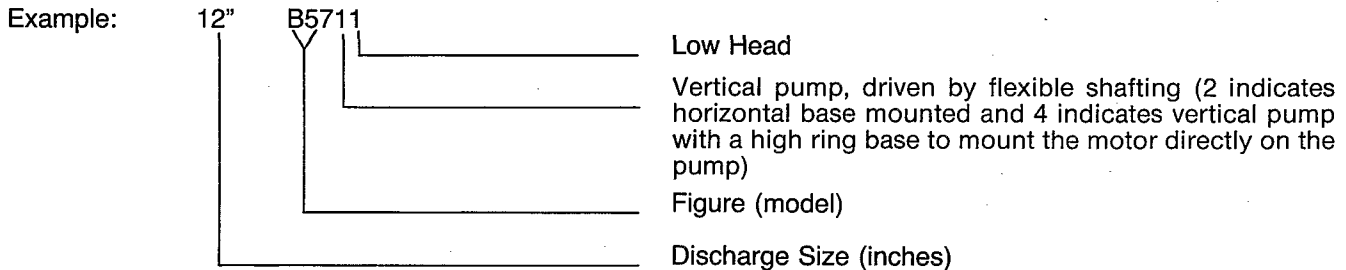 Example: 12” B5711
Low Head
Vertical pump, driven by flexible shafting (2 indicates
horizontal base mounted and 4 indicates vertical pump
with a high ring base to mount the motor directly on the
pump)
Figure (model)
Discharge Size (inches)